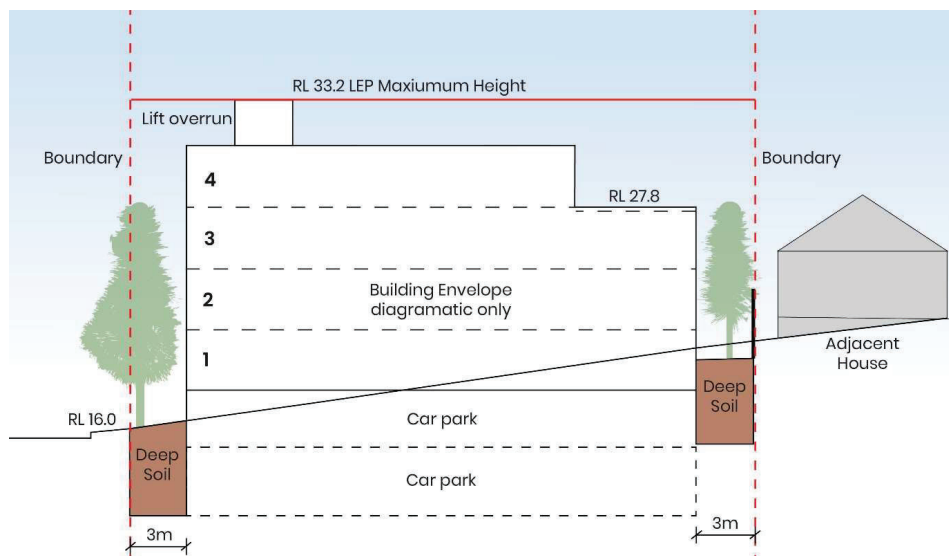 RL 33.2 LEP Maxiumum Height
Lift overrun
Boundary
Boundary
4
RL 27.8
3
2
Building Envelope
diagramatic only
1
Adjacent
House
RL 16.0
Car park
Deep
Soil
Deep
Soil
Car park
3m
3m